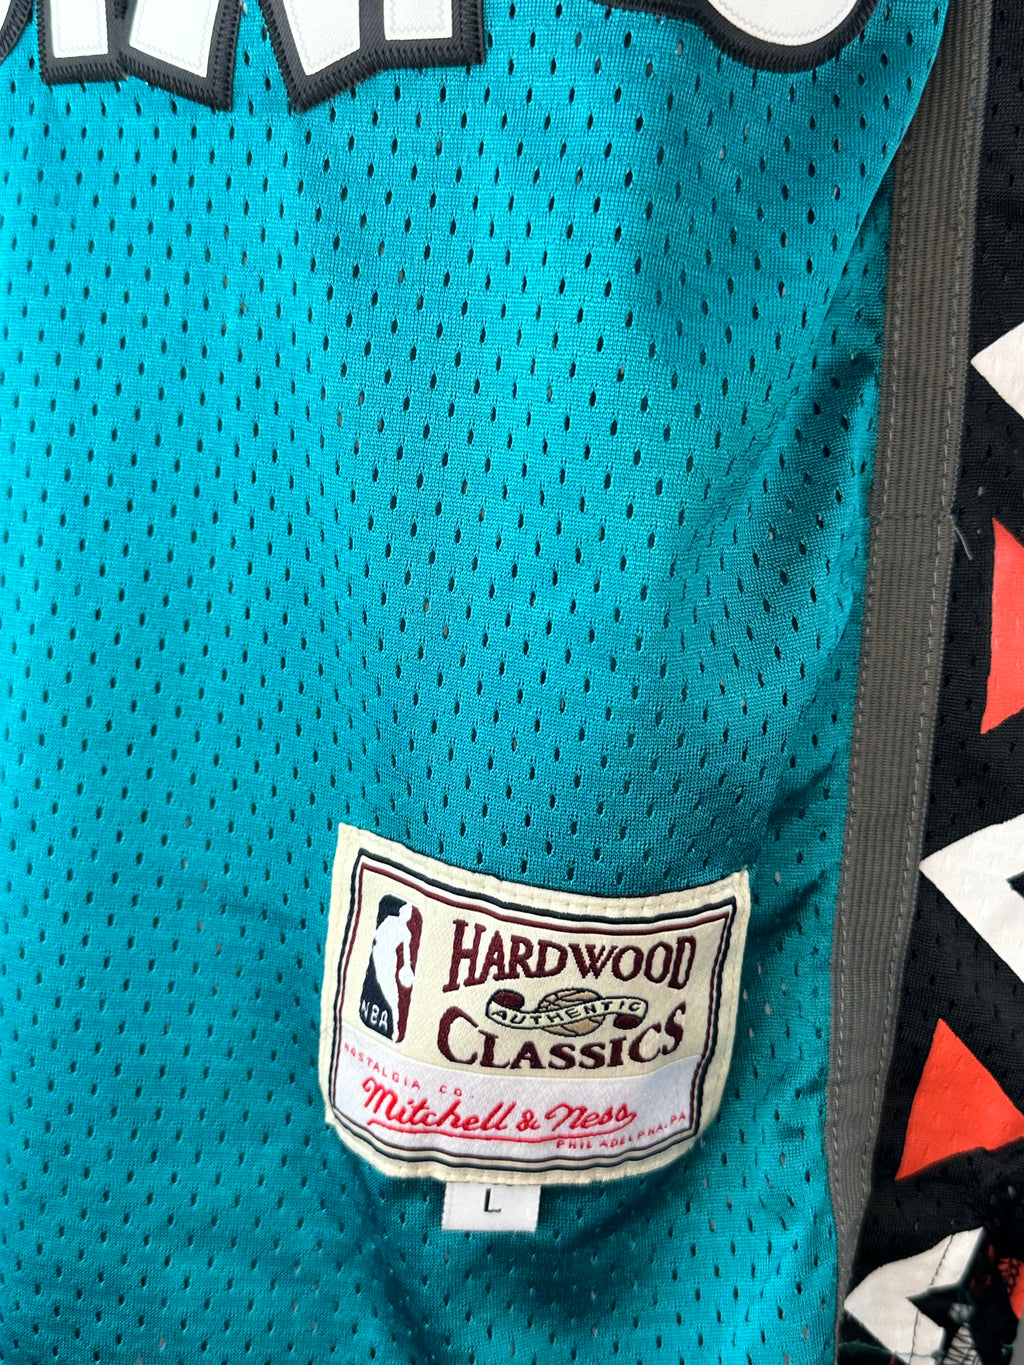 NBA
HARDWOOD
AUTHENTIC
CLASSICS
NOSTALGIA CO.
Mitchell & Ness
PHILADELPHIA, PA
L